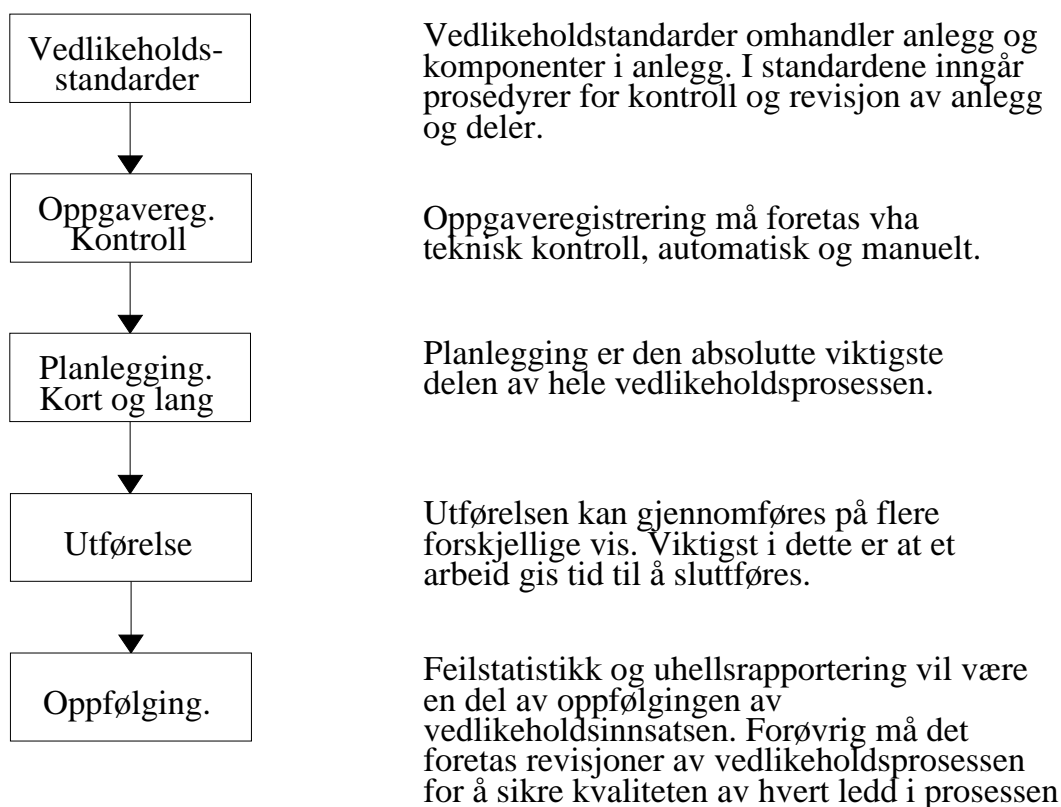 Vedlikeholds-
standarder
Vedlikeholdstandarder omhandler anlegg og
komponenter i anlegg. I standardene inngår
prosedyrer for kontroll og revisjon av anlegg
og deler.
Oppgavereg.
Kontroll
Oppgaveregistrering må foretas vha
teknisk kontroll, automatisk og manuelt.
Planlegging.
Kort og lang
Planlegging er den absolutte viktigste
delen av hele vedlikeholdsprosessen.
Utførelse
Utførelsen kan gjennomføres på flere
forskjellige vis. Viktigst i dette er at et
arbeid gis tid til å sluttføres.
Oppfølging.
Feilstatistikk og uhellsrapportering vil være
en del av oppfølgingen av
vedlikeholdsinnsatsen. Forøvrig må det
foretas revisjoner av vedlikeholdsprosessen
for å sikre kvaliteten av hvert ledd i prosessen